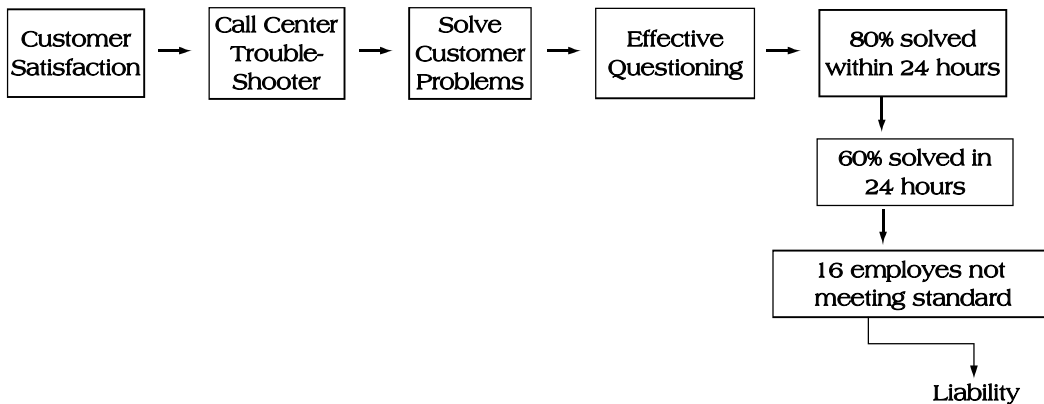 Customer
Satisfaction
Call Center
Trouble-
Shooter
Solve
Customer
Problems
Effective
Questioning
80% solved
within 24 hours
60% solved in
24 hours
16 employes not
meeting standard
Liability